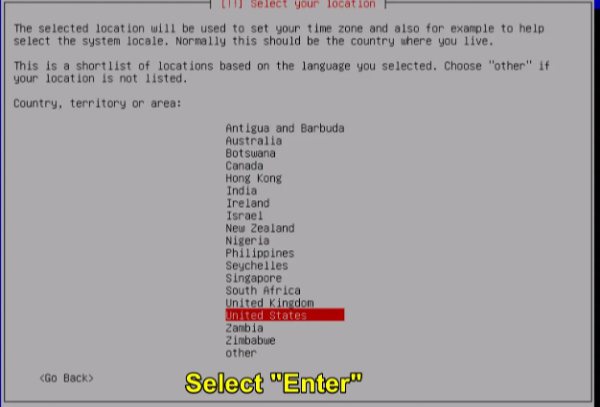 [!!] Select your location
The selected location will be used to set your time zone and also for example to help
select the system locale. Normally this should be the country where you live.
This is a shortlist of locations based on the language you selected. Choose "other" if
your location is not listed.
Country, territory or area:
Antigua and Barbuda
Australia
Botswana
Canada
Hong Kong
India
Ireland
Israel
New Zealand
Nigeria
Philippines
Seychelles
Singapore
South Africa
United Kingdom
United States
Zambia
Zimbabwe
other
<Go Back>
Select "Enter"